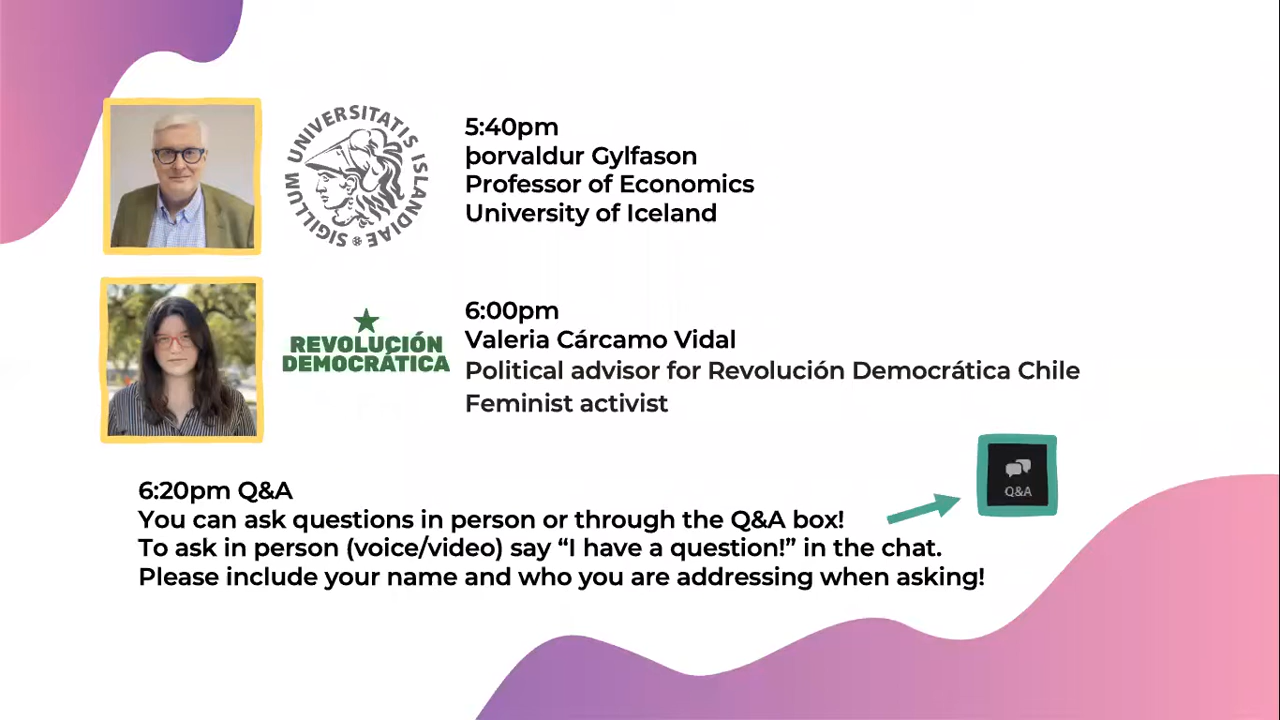 SIGILLUM UNIVERSITATIS ISLANDIAE
5:40pm
þorvaldur Gylfason
Professor of Economics
University of Iceland
REVOLUCIÓN
DEMOCRÁTICA
6:00pm
Valeria Cárcamo Vidal
Political advisor for Revolución Democrática Chile
Feminist activist
Q&A
6:20pm Q&A
You can ask questions in person or through the Q&A box!
To ask in person (voice/video) say “I have a question!” in the chat.
Please include your name and who you are addressing when asking!